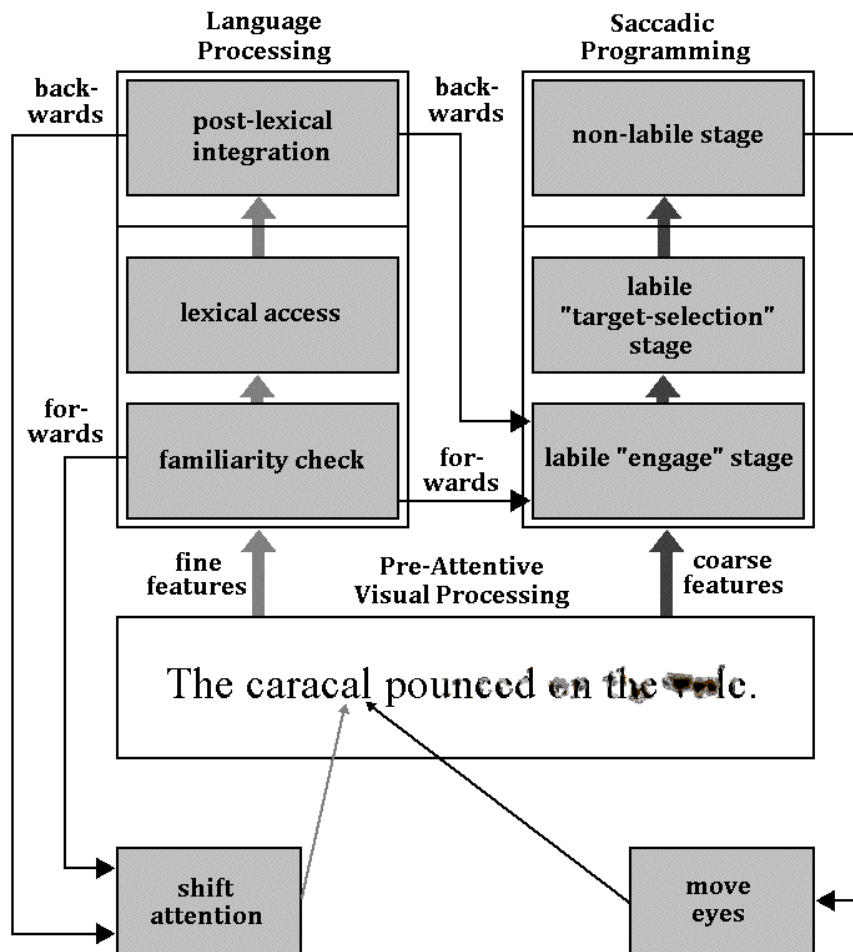 Language
Processing
Saccadic
Programming
back-
wards
post-lexical
integration
back-
wards
non-labile stage
lexical access
labile
"target-selection"
stage
for-
wards
familiarity check
for-
wards
labile "engage" stage
fine
features
Pre-Attentive
Visual Processing
coarse
features
The caracal pounced on the
shift
attention
move
eyes